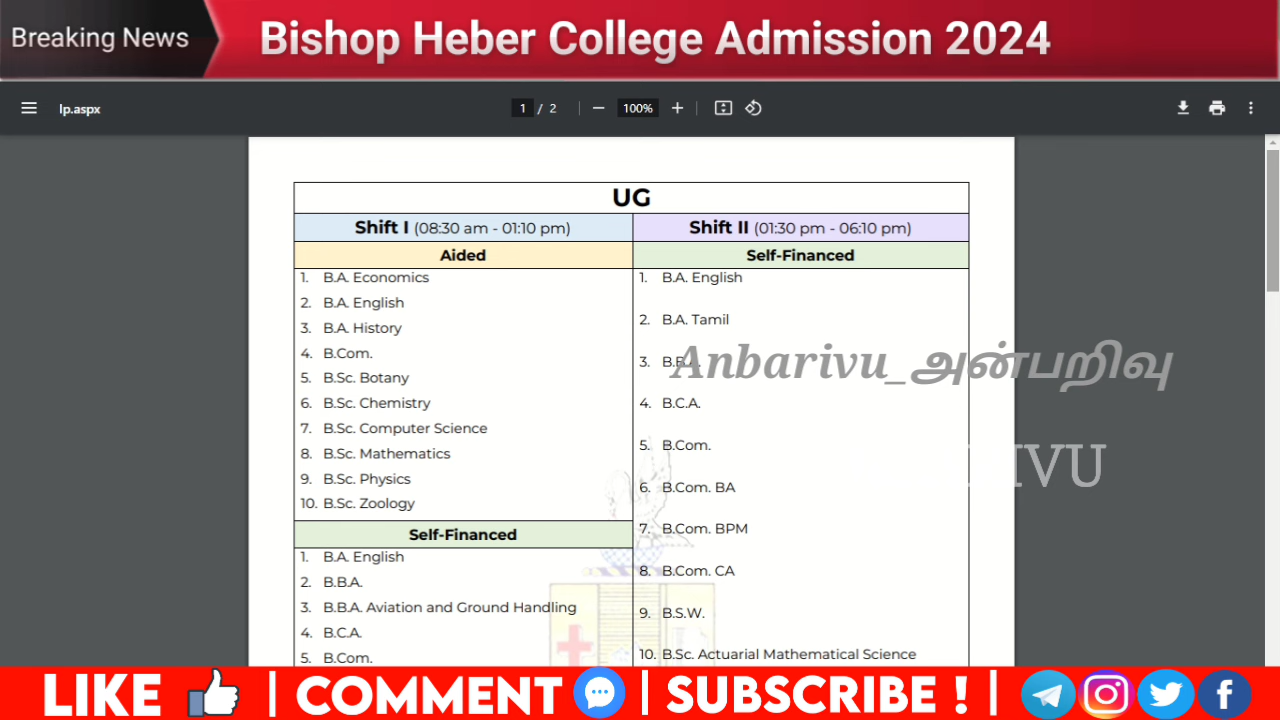 Breaking News
Bishop Heber College Admission 2024
lp.aspx
1 / 2
100%
UG
Shift I (08:30 am - 01:10 pm)
Shift II (01:30 pm - 06:10 pm)
Aided
Self-Financed
1. B.A. Economics
2. B.A. English
3. B.A. History
4. B.Com.
5. B.Sc. Botany
6. B.Sc. Chemistry
7. B.Sc. Computer Science
8. B.Sc. Mathematics
9. B.Sc. Physics
10. B.Sc. Zoology
Self-Financed
1. B.A. English
2. B.B.A.
3. B.B.A. Aviation and Ground Handling
4. B.C.A.
5. B.Com.
1. B.A. English
2. B.A. Tamil
3. B.B.A.
4. B.C.A.
5. B.Com.
6. B.Com. BA
7. B.Com. BPM
8. B.Com. CA
9. B.S.W.
10. B.Sc. Actuarial Mathematical Science
Anbarivu_அன்பறிவு
LIKE | COMMENT | SUBSCRIBE ! |